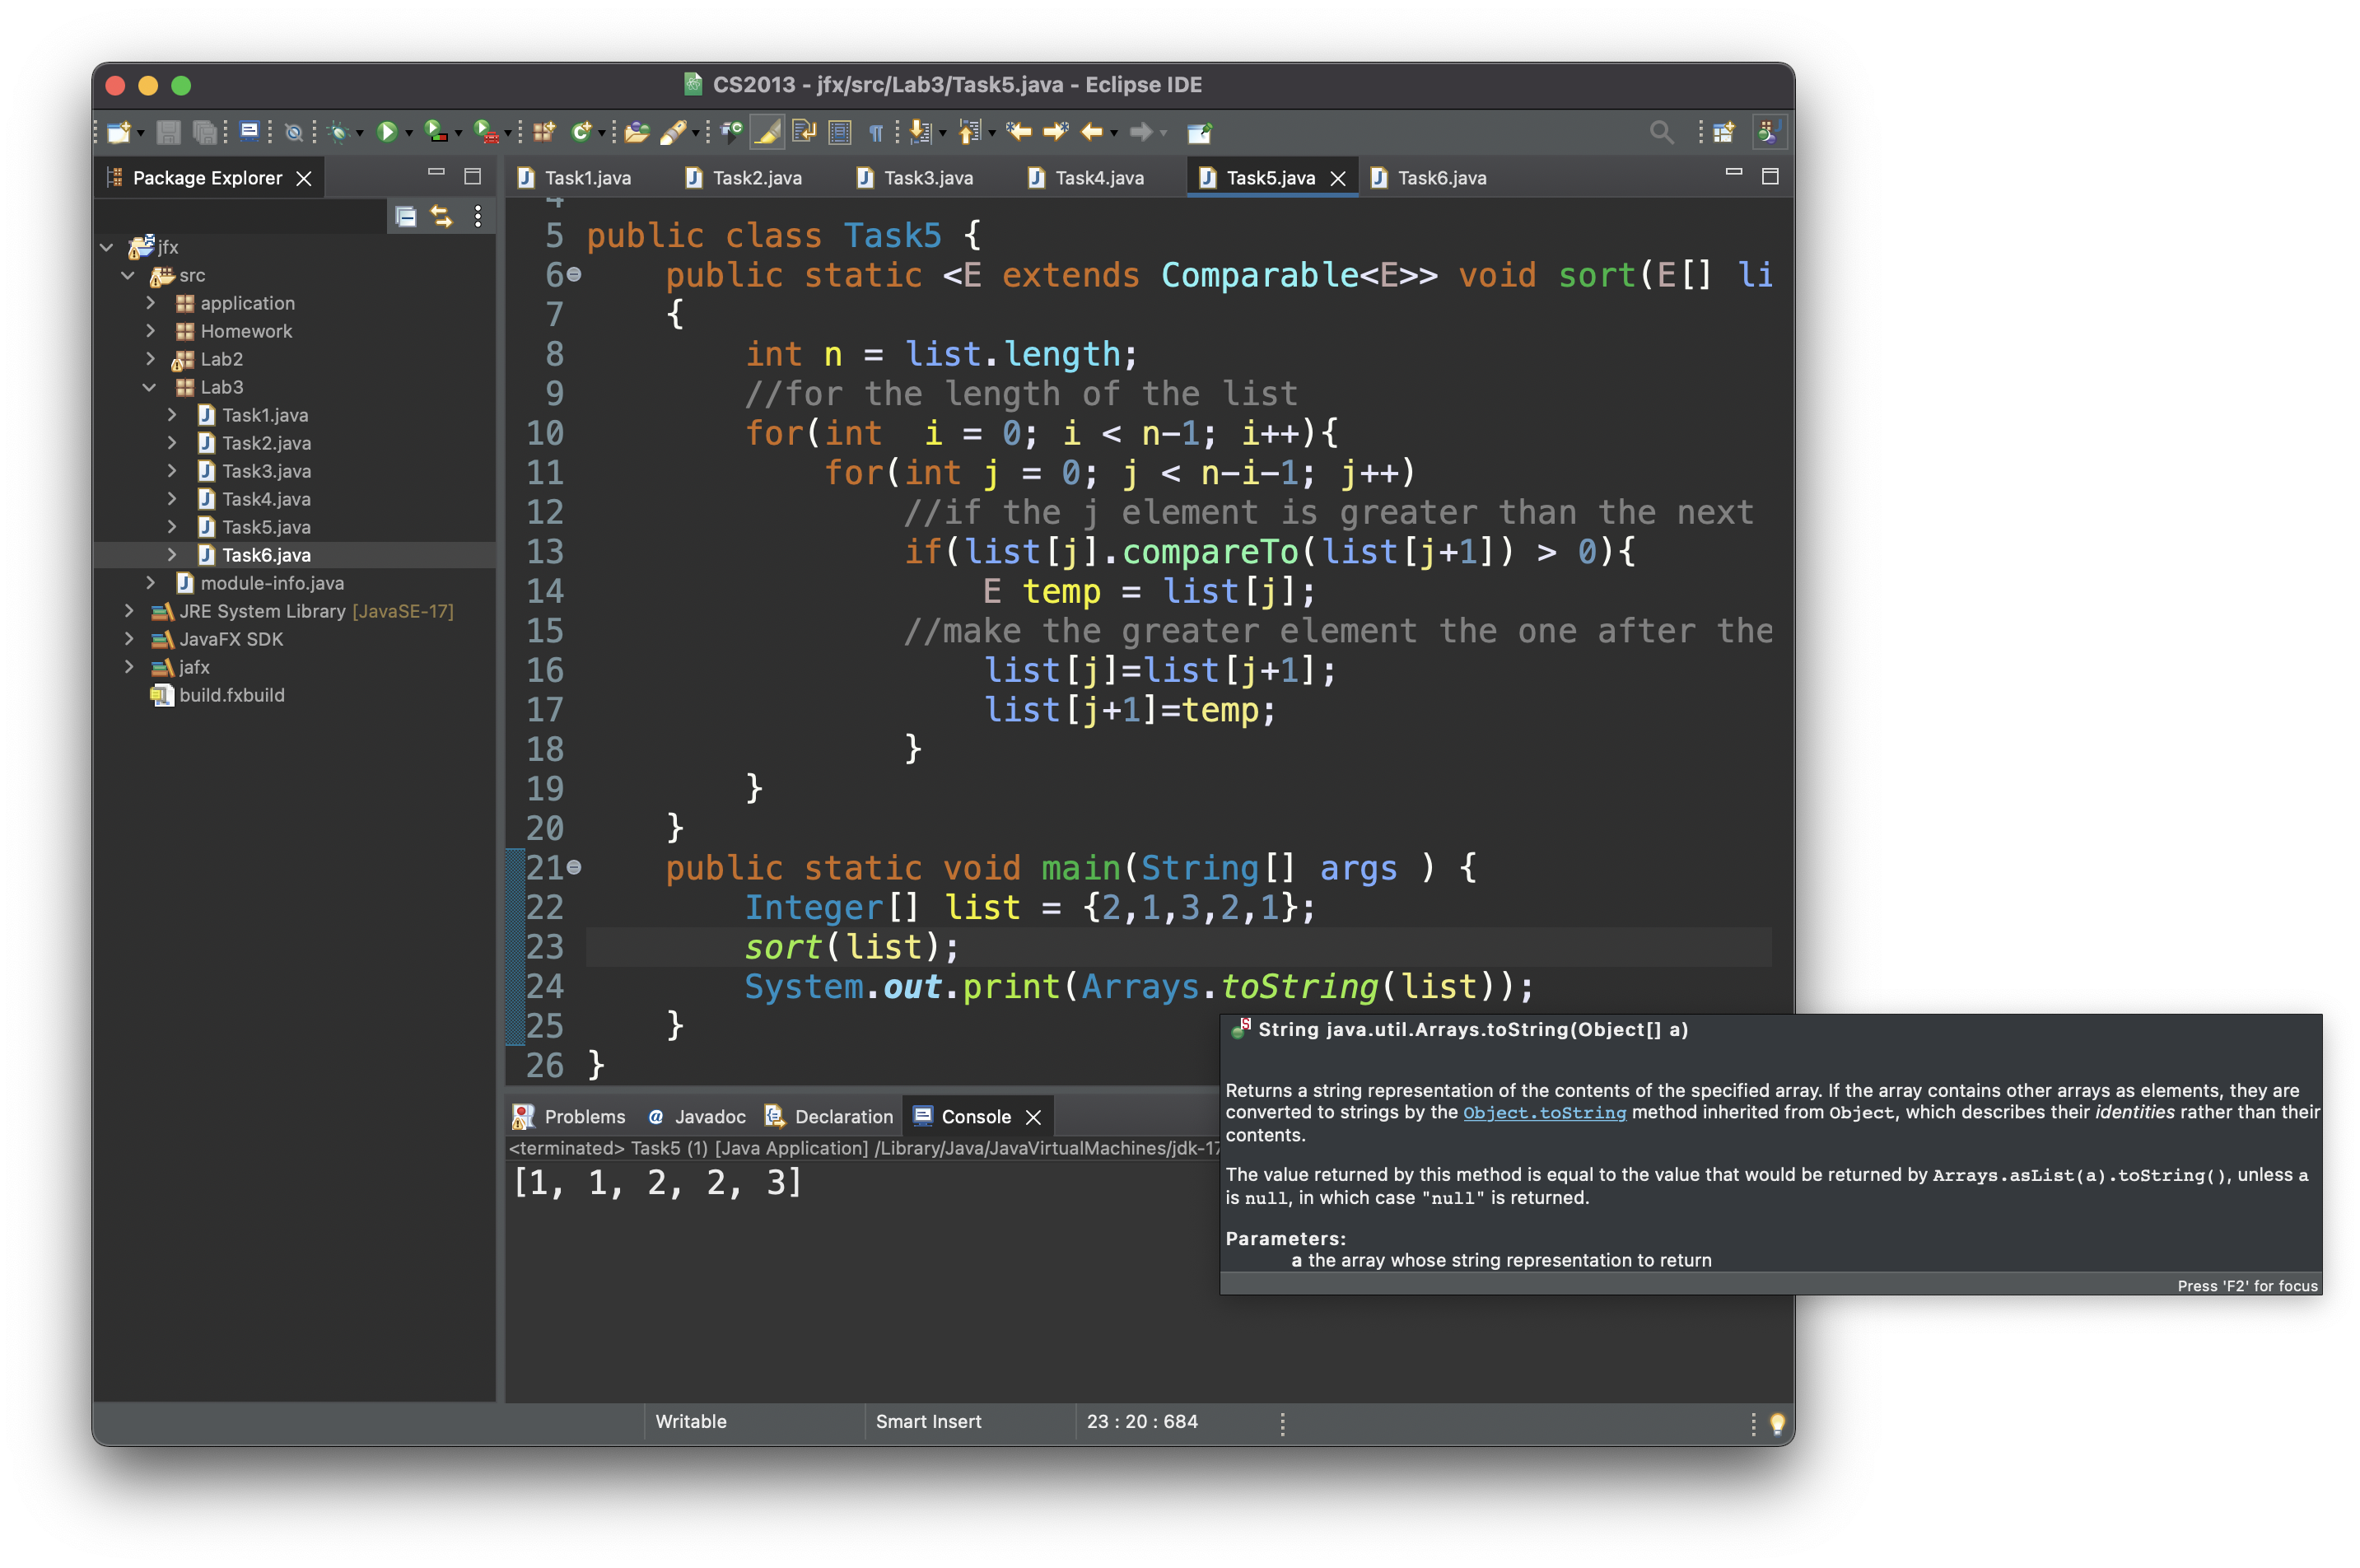 CS2013 - jfx/src/Lab3/Task5.java - Eclipse IDE
Package Explorer
jfx
src
application
Homework
Lab2
Lab3
Task1.java
Task2.java
Task3.java
Task4.java
Task5.java
Task6.java
module-info.java
JRE System Library [JavaSE-17]
JavaFX SDK
jafx
build.fxbuild
Task1.java Task2.java Task3.java Task4.java Task5.java Task6.java
5 public class Task5 {
6 public static <E extends Comparable<E>> void sort(E[] li
7 {
8 int n = list.length;
9 //for the length of the list
10 for(int  i = 0; i < n-1; i++){
11 for(int j = 0; j < n-i-1; j++)
12 //if the j element is greater than the next
13 if(list[j].compareTo(list[j+1]) > 0){
14 E temp = list[j];
15 //make the greater element the one after the
16 list[j]=list[j+1];
17 list[j+1]=temp;
18 }
19 }
20 }
21 public static void main(String[] args ) {
22 Integer[] list = {2,1,3,2,1};
23 sort(list);
24 System.out.print(Arrays.toString(list));
25 }
26 }
String java.util.Arrays.toString(Object[] a)
Returns a string representation of the contents of the specified array. If the array contains other arrays as elements, they are
converted to strings by the Object.toString method inherited from Object, which describes their identities rather than their
contents.
The value returned by this method is equal to the value that would be returned by Arrays.asList(a).toString(), unless a
is null, in which case "null" is returned.
Parameters:
a the array whose string representation to return
Press 'F2' for focus
Problems Javadoc Declaration Console
<terminated> Task5 (1) [Java Application] /Library/Java/JavaVirtualMachines/jdk-17
[1, 1, 2, 2, 3]
Writable Smart Insert 23 : 20 : 684